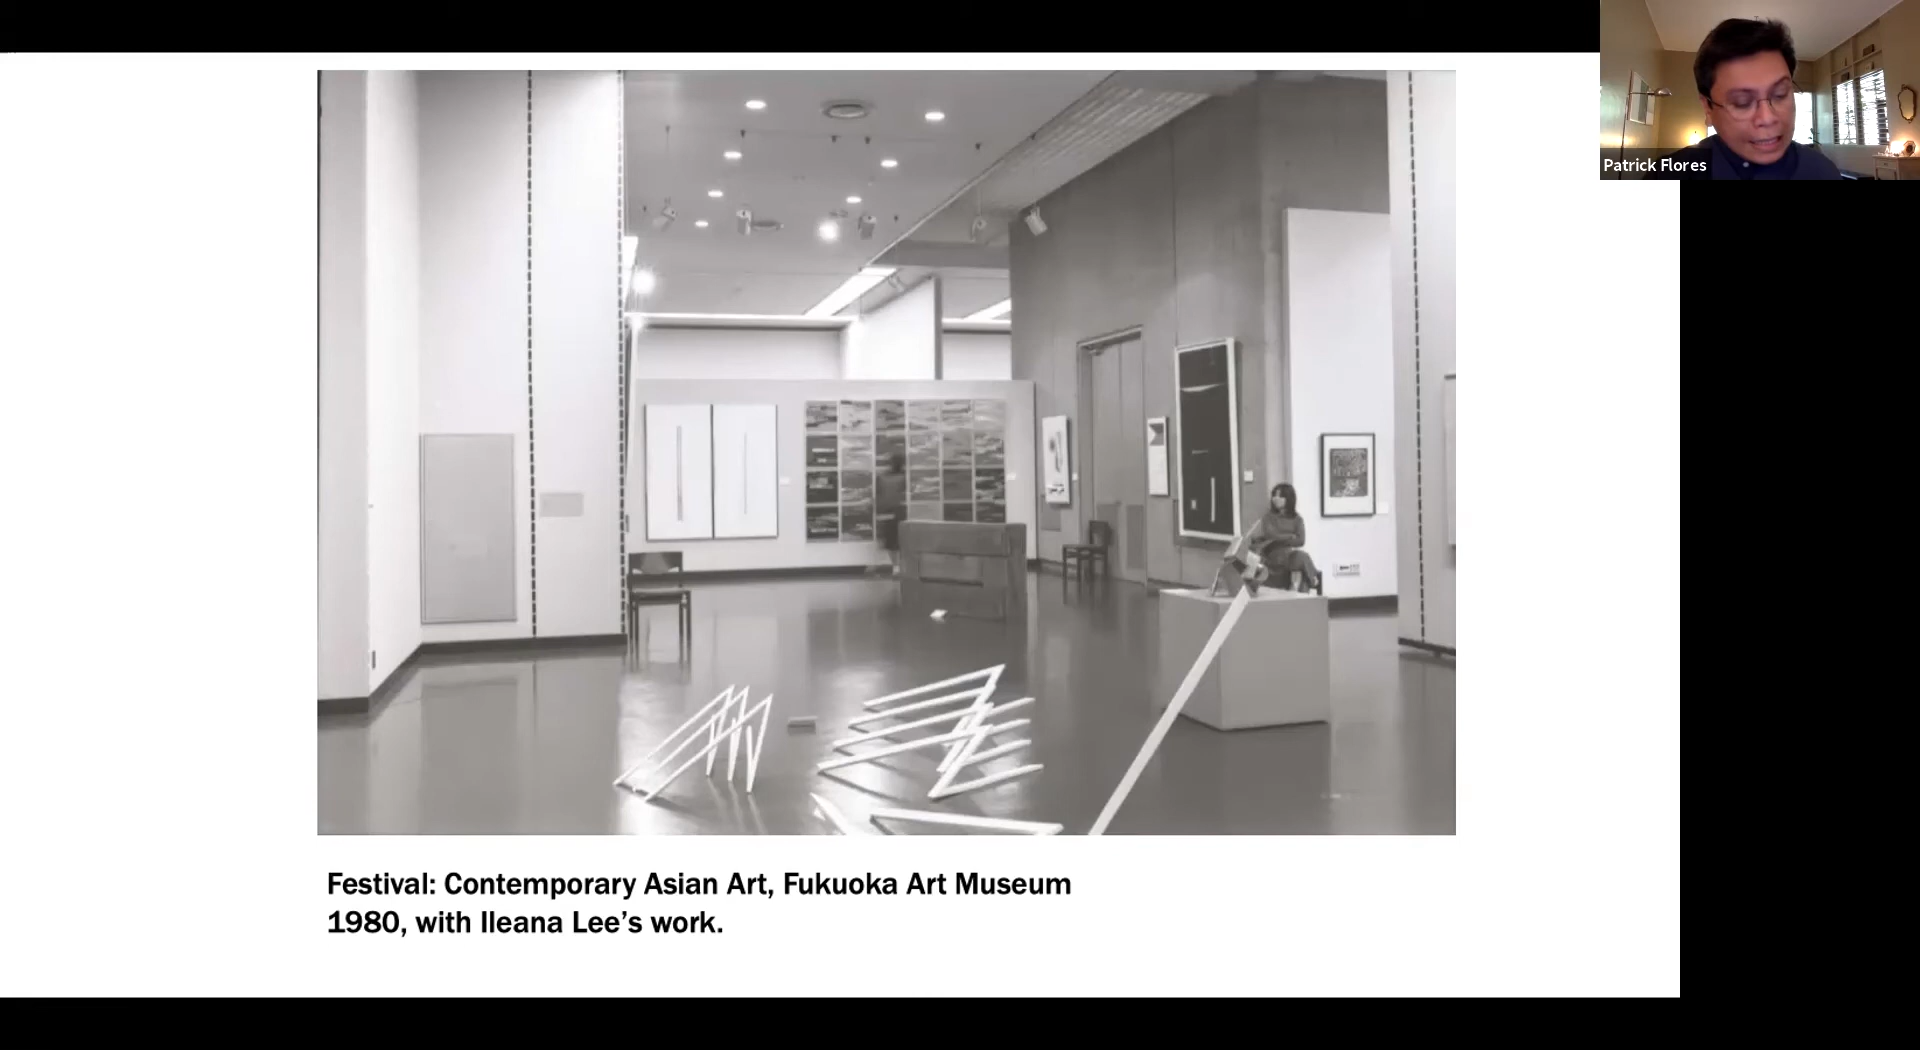 Patrick Flores
Festival: Contemporary Asian Art, Fukuoka Art Museum
1980, with Ileana Lee’s work.